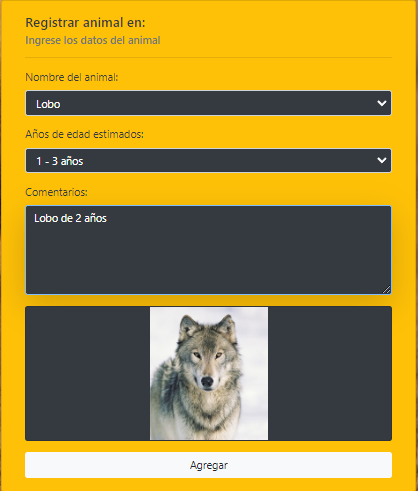 Registrar animal en:
Ingrese los datos del animal
Nombre del animal:
Lobo
Años de edad estimados:
1 - 3 años
Comentarios:
Lobo de 2 años
Agregar